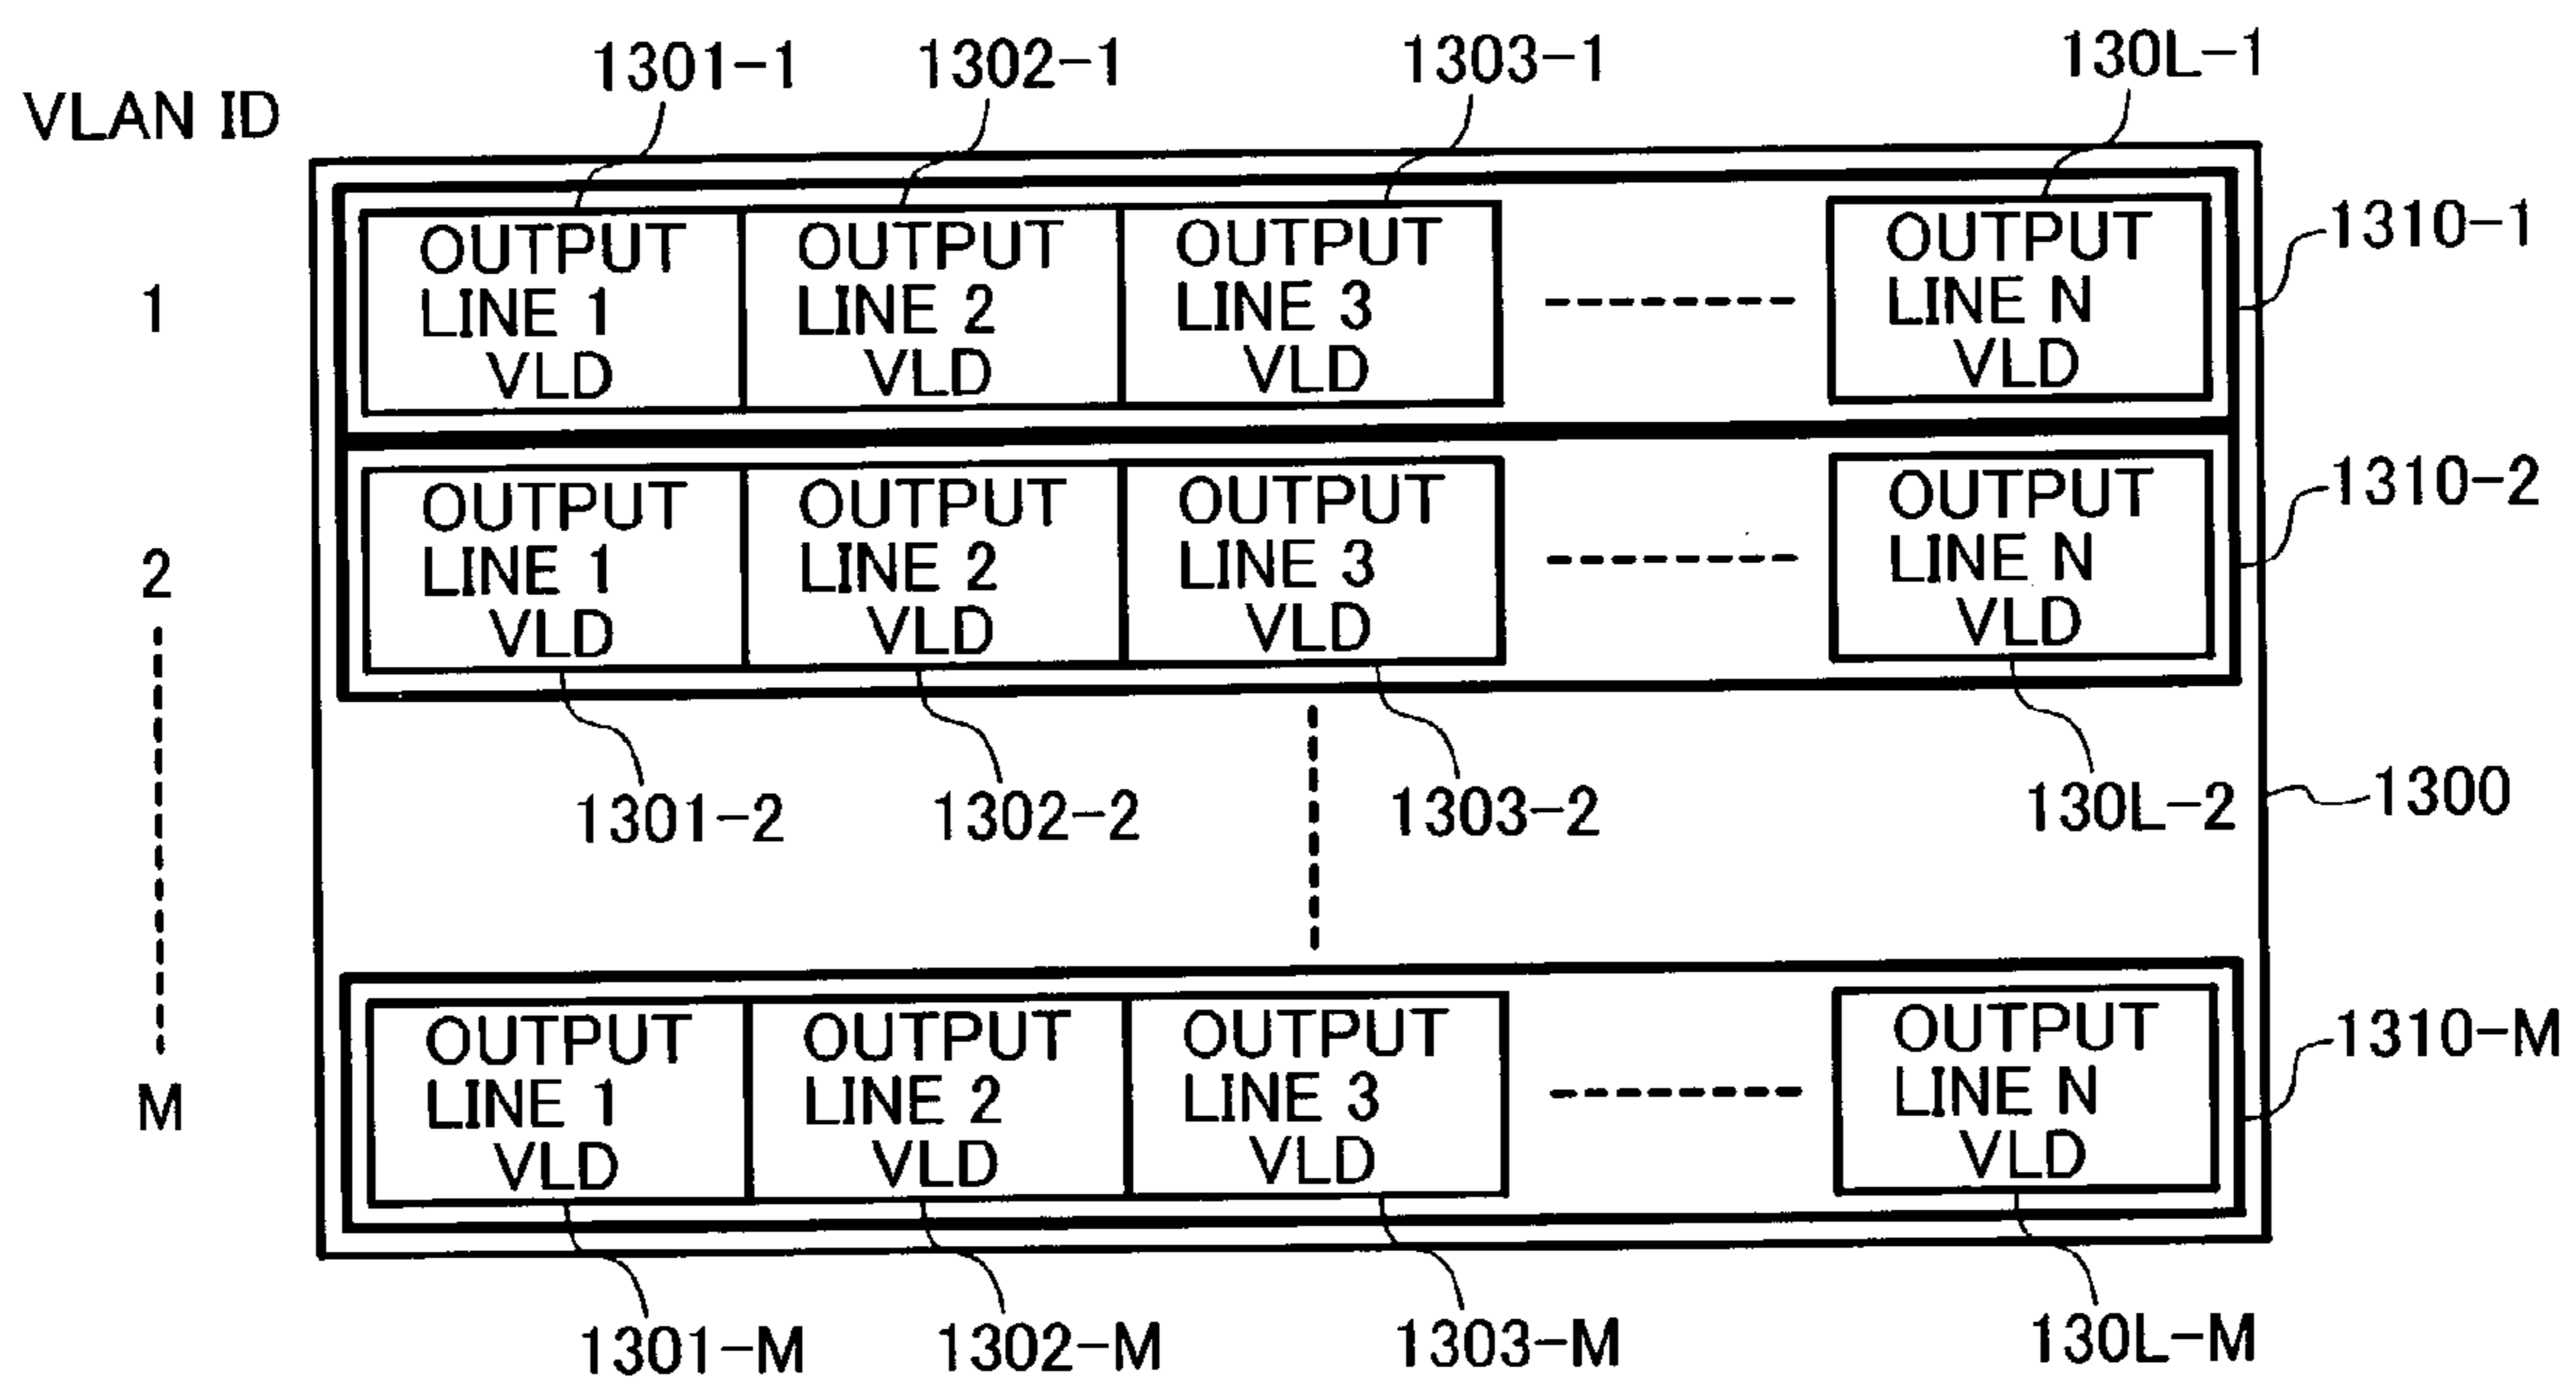 1301-1 1302-1 1303-1 130L-1
VLAN ID
1
OUTPUT LINE 1 VLD
OUTPUT LINE 2 VLD
OUTPUT LINE 3 VLD
OUTPUT LINE N VLD
1310-1
2
OUTPUT LINE 1 VLD
OUTPUT LINE 2 VLD
OUTPUT LINE 3 VLD
OUTPUT LINE N VLD
1310-2
1301-2 1302-2 1303-2 130L-2
1300
M
OUTPUT LINE 1 VLD
OUTPUT LINE 2 VLD
OUTPUT LINE 3 VLD
OUTPUT LINE N VLD
1310-M
1301-M 1302-M 1303-M 130L-M